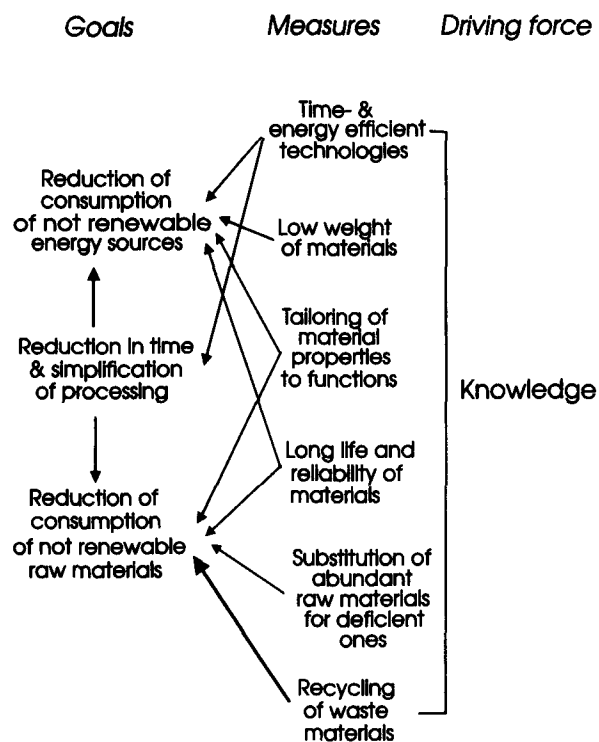 Goals
Measures
Driving force
Time- &
energy efficient
technologies
Reduction of
consumption
of not renewable
energy sources
Low weight
of materials
Reduction in time
& simplification
of processing
Tailoring of
material
properties
to functions
Knowledge
Long life and
reliability of
materials
Reduction of
consumption
of not renewable
raw materials
Substitution of
abundant
raw materials
for deficient
ones
Recycling
of waste
materials